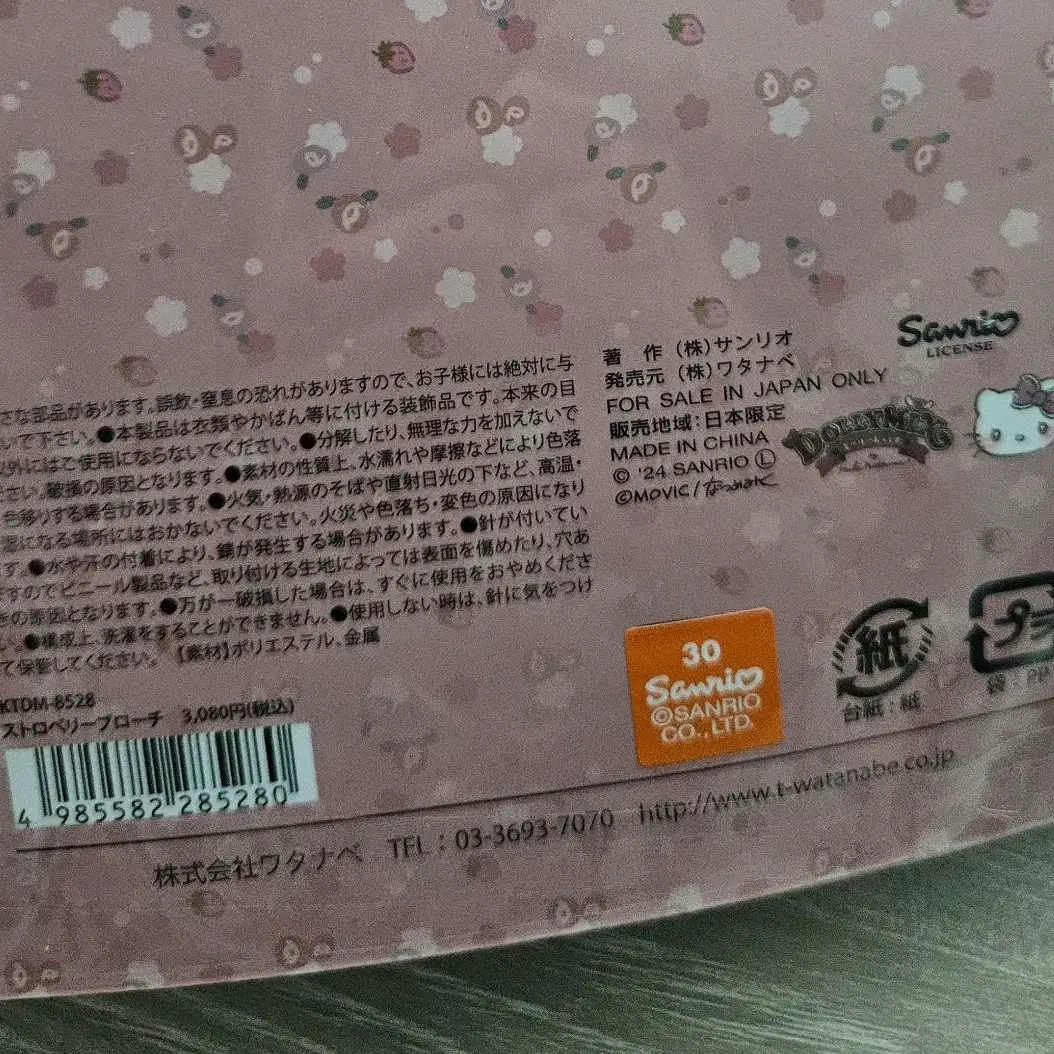 さな部品があります。誤飲・窒息の恐れがありますので、お子様には絶対に与
いで下さい。●本製品は衣類やかばん等に付ける装飾品です。本来の目
以外にはご使用にならないでください。●分解したり、無理な力を加えないで
ださい。破損の原因となります。●素材の性質上、水濡れや摩擦などにより色落
色移りする場合があります。●火気・熱源のそばや直射日光の下など、高温・
になる場所にはおかないでください。火災や色落ち・変色の原因になり
ます。●水や汗の付着により、錆が発生する場合があります。●針が付いてい
ますのでビニール製品など、取り付ける生地によっては表面を傷めたり、穴あ
きの原因となります。●万が一破損した場合は、すぐに使用をおやめくださ
い。●構成上、洗濯をすることができません。●使用しない時は、針に気をつけ
て保管してください。 【素材】ポリエステル、金属
KTDM-8528
ストロベリーブローチ 3,080円(税込)
4 985582 285280
著 作 (株)サンリオ
発売元 (株)ワタナベ
FOR SALE IN JAPAN ONLY
販売地域:日本限定
MADE IN CHINA
© '24 SANRIO Ⓛ
©MOVIC/なつめみく
Sanrio
LICENSE
DOLLY MIX
30
Sanrio
©SANRIO
CO., LTD.
紙
台紙:紙
プラ
袋:PP
株式会社ワタナベ TEL:03-3693-7070 http://www.t-watanabe.co.jp